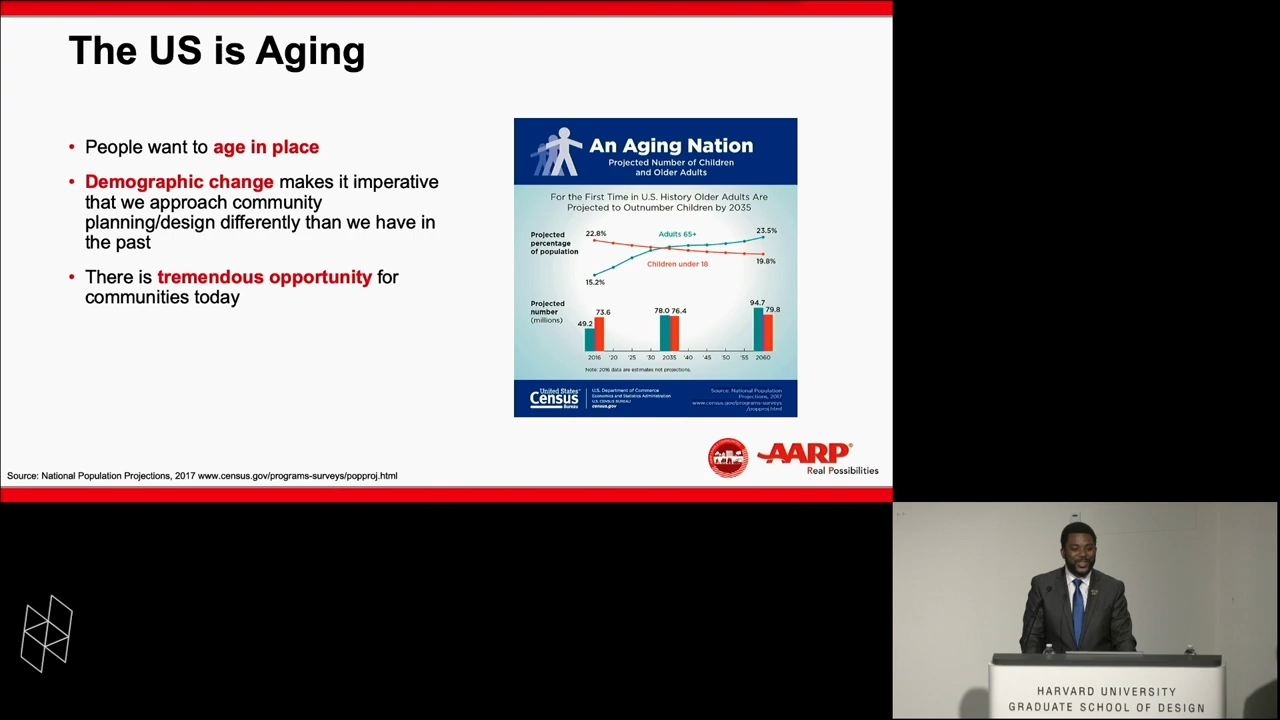 The US is Aging
• People want to age in place
• Demographic change makes it imperative
that we approach community
planning/design differently than we have in
the past
• There is tremendous opportunity for
communities today
An Aging Nation
Projected Number of Children
and Older Adults
For the First Time in U.S. History Older Adults Are
Projected to Outnumber Children by 2035
Projected
percentage
of population
22.8%
Adults 65+
23.5%
Children under 18
19.8%
15.2%
Projected
number
(millions)
49.2
73.6
78.0 76.4
94.7
79.8
2016 '20 '25 '30 2035 '40 '45 '50 '55 2060
Note: 2016 data are estimates not projections.
United States®
Census
Bureau
U.S. Department of Commerce
Economics and Statistics Administration
U.S. CENSUS BUREAU
census.gov
Source: National Population
Projections, 2017
www.census.gov/programs-surveys
/popproj.html
AARP®
Real Possibilities
Source: National Population Projections, 2017 www.census.gov/programs-surveys/popproj.html
HARVARD UNIVERSITY
GRADUATE SCHOOL OF DESIGN